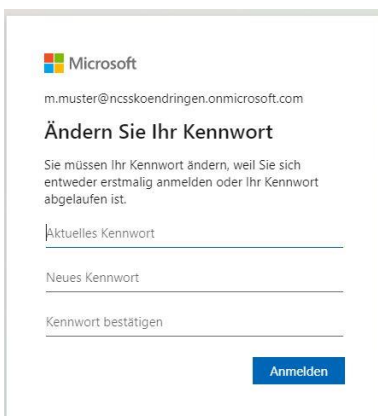 Microsoft
m.muster@ncsskoendringen.onmicrosoft.com
Ändern Sie Ihr Kennwort
Sie müssen Ihr Kennwort ändern, weil Sie sich
entweder erstmalig anmelden oder Ihr Kennwort
abgelaufen ist.
Aktuelles Kennwort
Neues Kennwort
Kennwort bestätigen
Anmelden